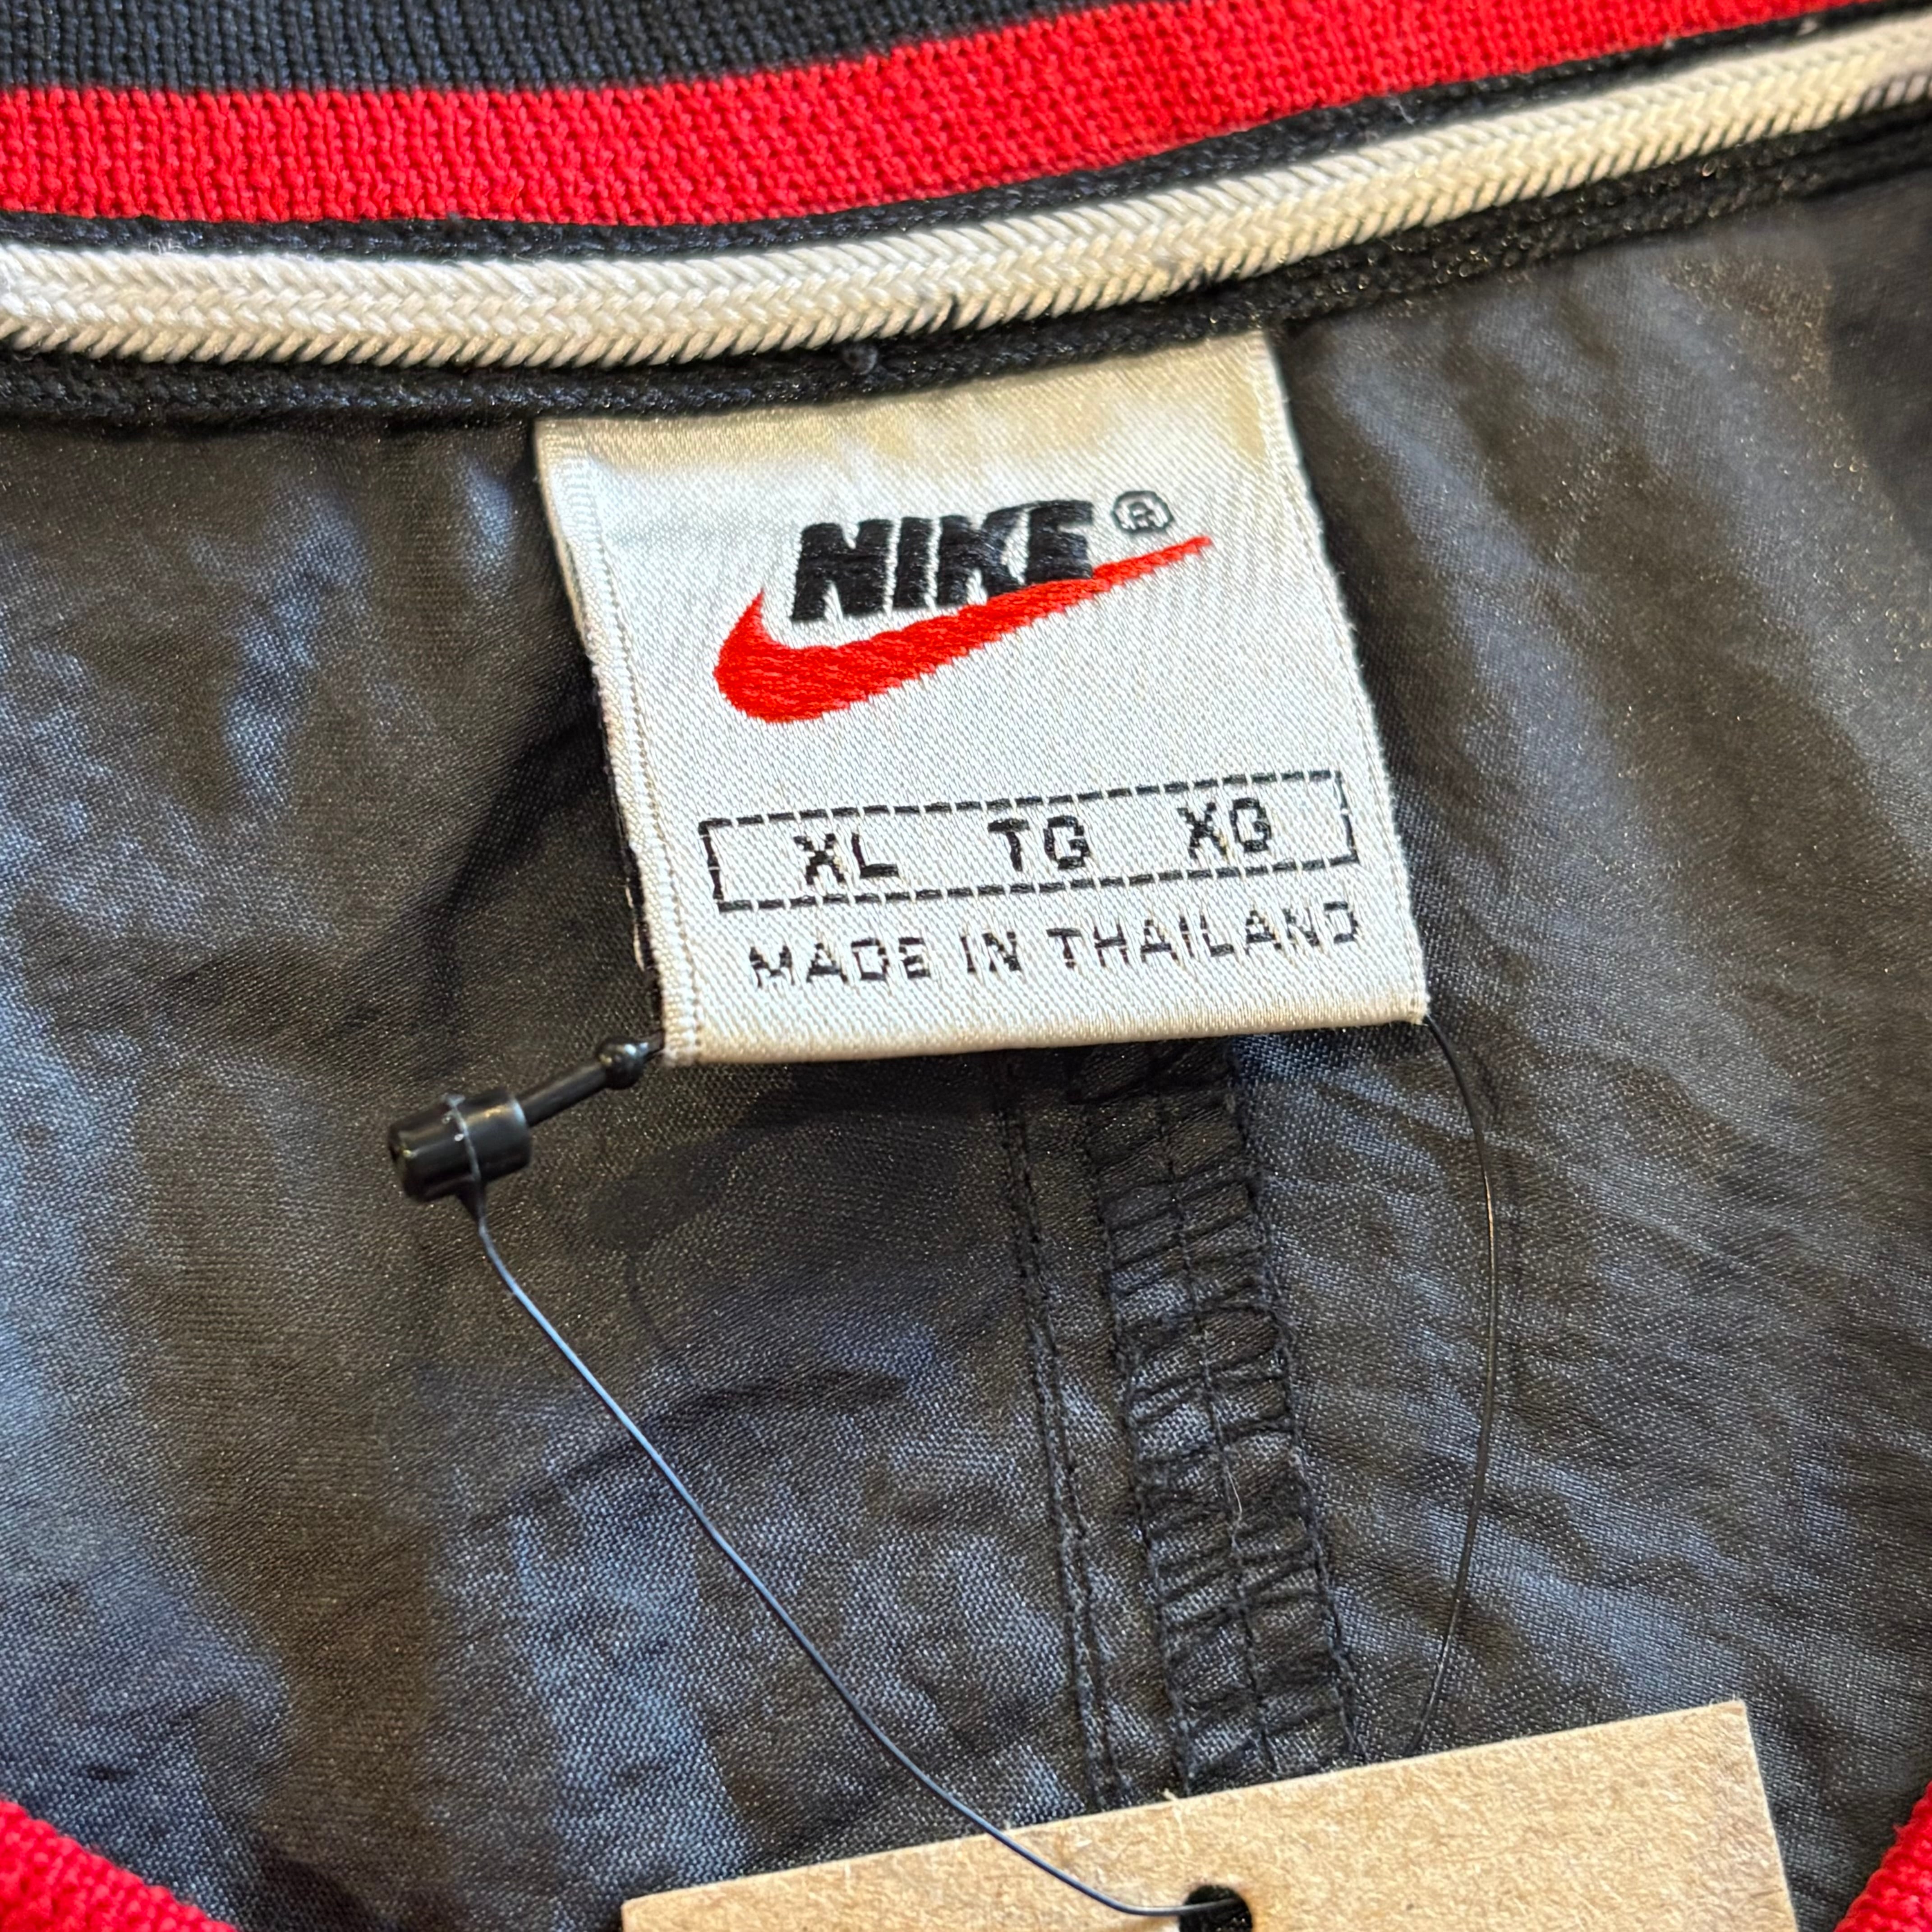 NIKE ®
XL TG XG
MADE IN THAILAND